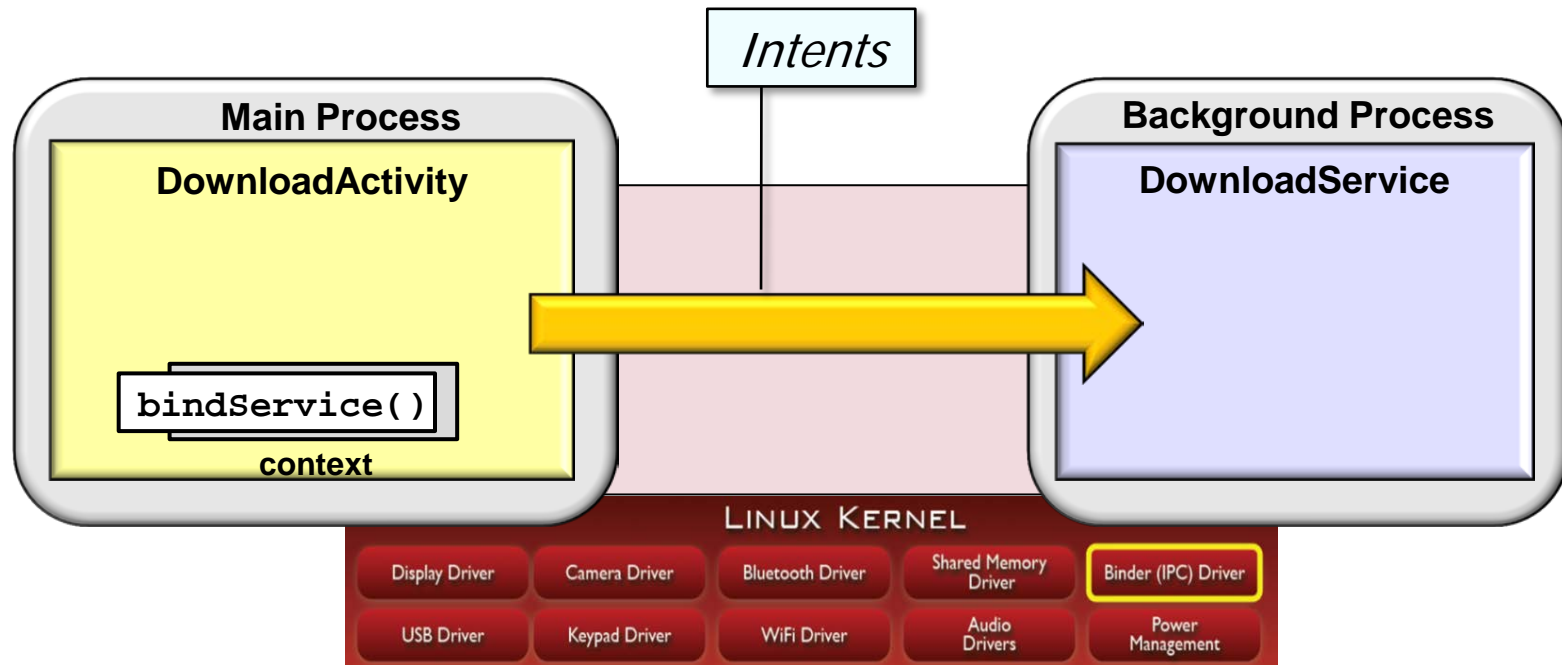 Intents
Main Process
Background Process
DownloadActivity
DownloadService
bindService()
context
LINUX KERNEL
Display Driver
Camera Driver
Bluetooth Driver
Shared Memory
Driver
Binder (IPC) Driver
USB Driver
Keypad Driver
WiFi Driver
Audio
Drivers
Power
Management